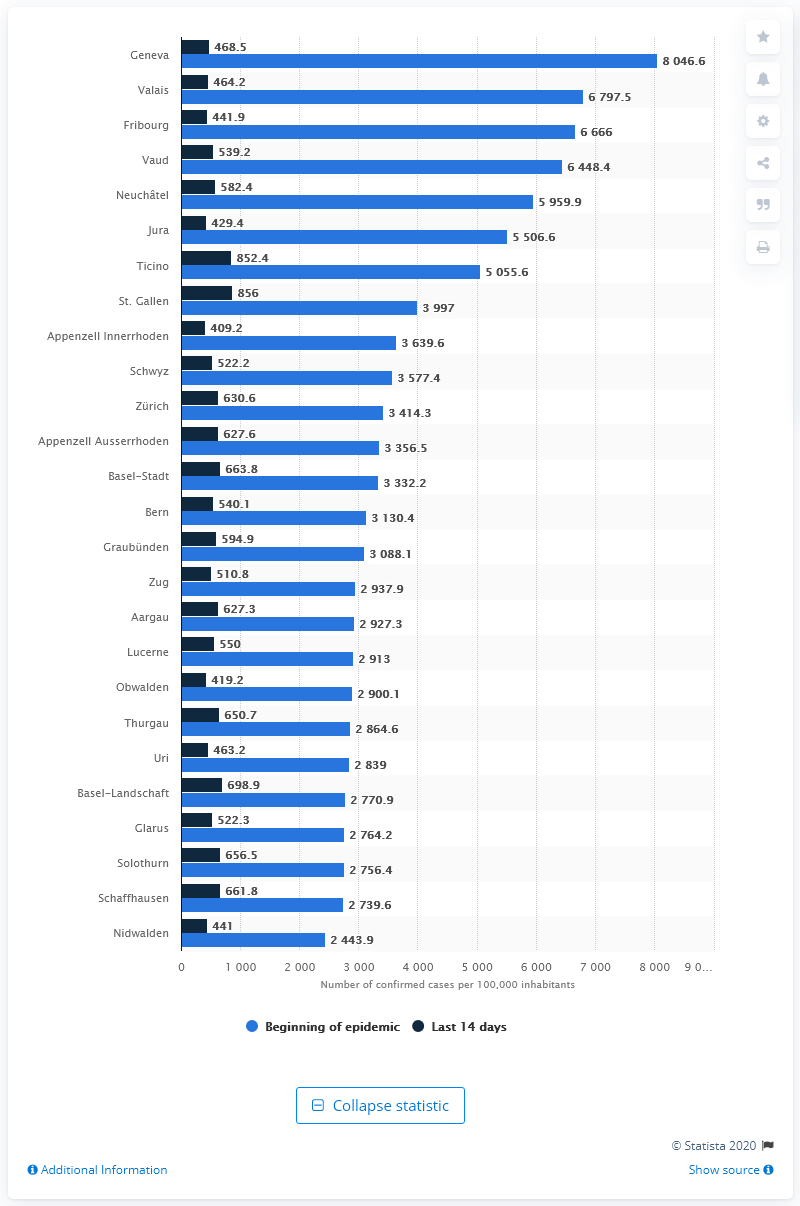 Geneva 468.5
8 046.6
Valais 464.2
6 797.5
Fribourg 441.9
6 666
Vaud 539.2
6 448.4
Neuchâtel 582.4
5 959.9
Jura 429.4
5 506.6
Ticino 852.4
5 055.6
St. Gallen 856
3 997
Appenzell Innerrhoden 409.2
3 639.6
Schwyz 522.2
3 577.4
Zürich 630.6
3 414.3
Appenzell Ausserrhoden 627.6
3 356.5
Basel-Stadt 663.8
3 332.2
Bern 540.1
3 130.4
Graubünden 594.9
3 088.1
Zug 510.8
2 937.9
Aargau 627.3
2 927.3
Lucerne 550
2 913
Obwalden 419.2
2 900.1
Thurgau 650.7
2 864.6
Uri 463.2
2 839
Basel-Landschaft 698.9
2 770.9
Glarus 522.3
2 764.2
Solothurn 656.5
2 756.4
Schaffhausen 661.8
2 739.6
Nidwalden 441
2 443.9
0 1 000 2 000 3 000 4 000 5 000 6 000 7 000 8 000 9 0…
Number of confirmed cases per 100,000 inhabitants
Beginning of epidemic Last 14 days
Collapse statistic
© Statista 2020
Additional Information Show source